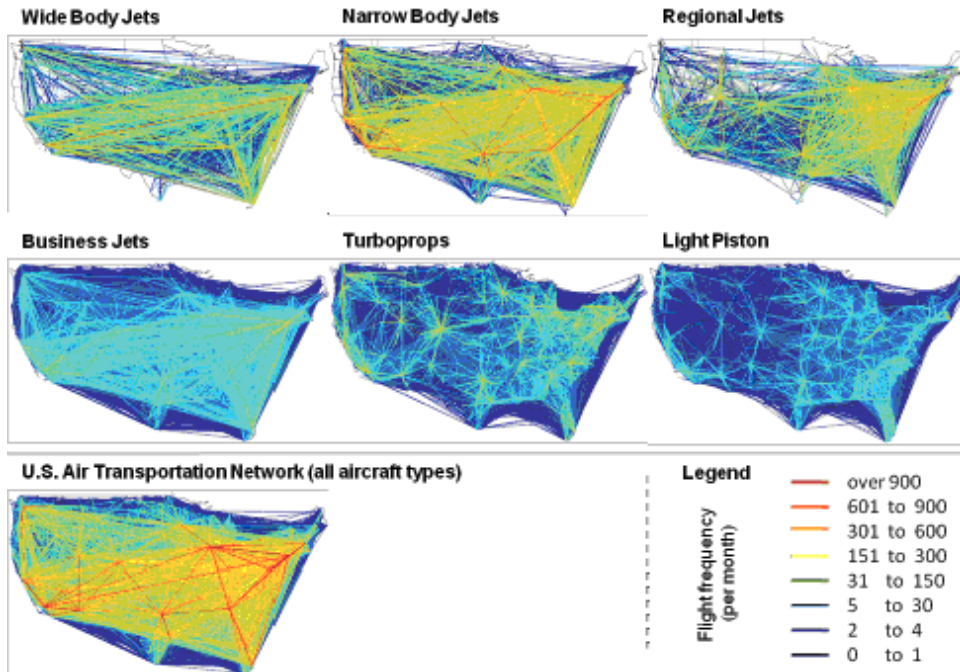 Wide Body Jets
Narrow Body Jets
Regional Jets
Business Jets
Turboprops
Light Piston
U.S. Air Transportation Network (all aircraft types)
Legend
Flight frequency
(per month)
over 900
601 to 900
301 to 600
151 to 300
31 to 150
5 to 30
2 to 4
0 to 1